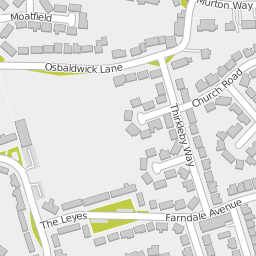 Moatfield
Murton Way
Osbaldwick Lane
Church Road
Thirkleby Way
The Leyes
Farndale Avenue